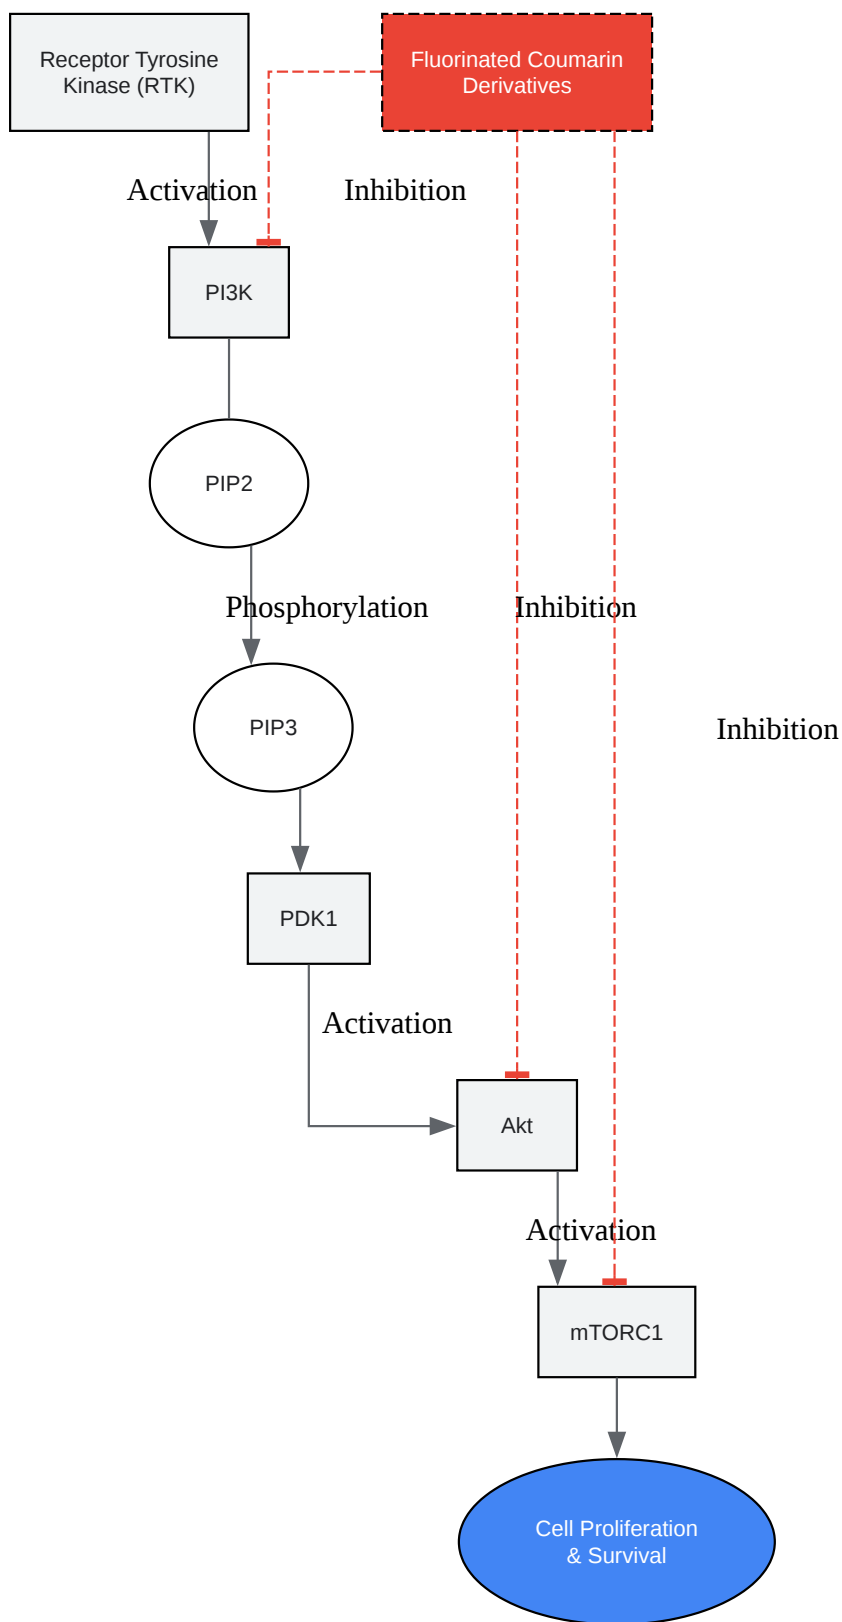 Receptor Tyrosine
Kinase (RTK)
Fluorinated Coumarin
Derivatives
Activation
Inhibition
PI3K
PIP2
Phosphorylation
Inhibition
PIP3
Inhibition
PDK1
Activation
Akt
Activation
mTORC1
Cell Proliferation
& Survival